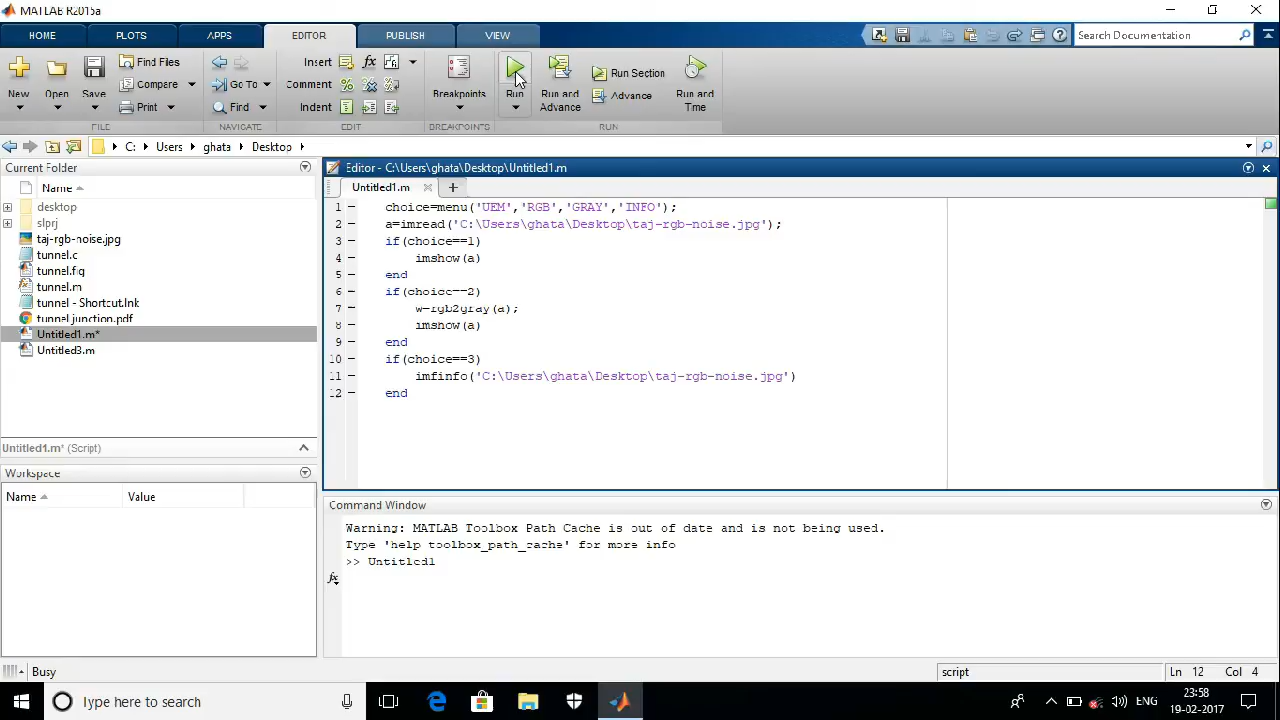 MATLAB R2015a
HOME PLOTS APPS EDITOR PUBLISH VIEW Search Documentation
New Open Save Find Files Compare Print Go To Find Insert Comment Indent Breakpoints Run Run and Advance Run Section Advance Run and Time
FILE NAVIGATE EDIT BREAKPOINTS RUN
C: Users ghata Desktop
Current Folder
Name
desktop
slprj
taj-rgb-noise.jpg
tunnel.c
tunnel.fig
tunnel.m
tunnel - Shortcut.lnk
tunnel junction.pdf
Untitled1.m*
Untitled3.m
Untitled1.m* (Script)
Workspace
Name Value
Editor - C:\Users\ghata\Desktop\Untitled1.m
Untitled1.m
1 choice=menu('UEM','RGB','GRAY','INFO');
2 a=imread('C:\Users\ghata\Desktop\taj-rgb-noise.jpg');
3 if(choice==1)
4 imshow(a)
5 end
6 if(choice==2)
7 w=rgb2gray(a);
8 imshow(a)
9 end
10 if(choice==3)
11 imfinfo('C:\Users\ghata\Desktop\taj-rgb-noise.jpg')
12 end
Command Window
Warning: MATLAB Toolbox Path Cache is out of date and is not being used.
Type 'help toolbox_path_cache' for more info
>> Untitled1
fx
Busy script Ln 12 Col 4
Type here to search ENG 23:58
19-02-2017